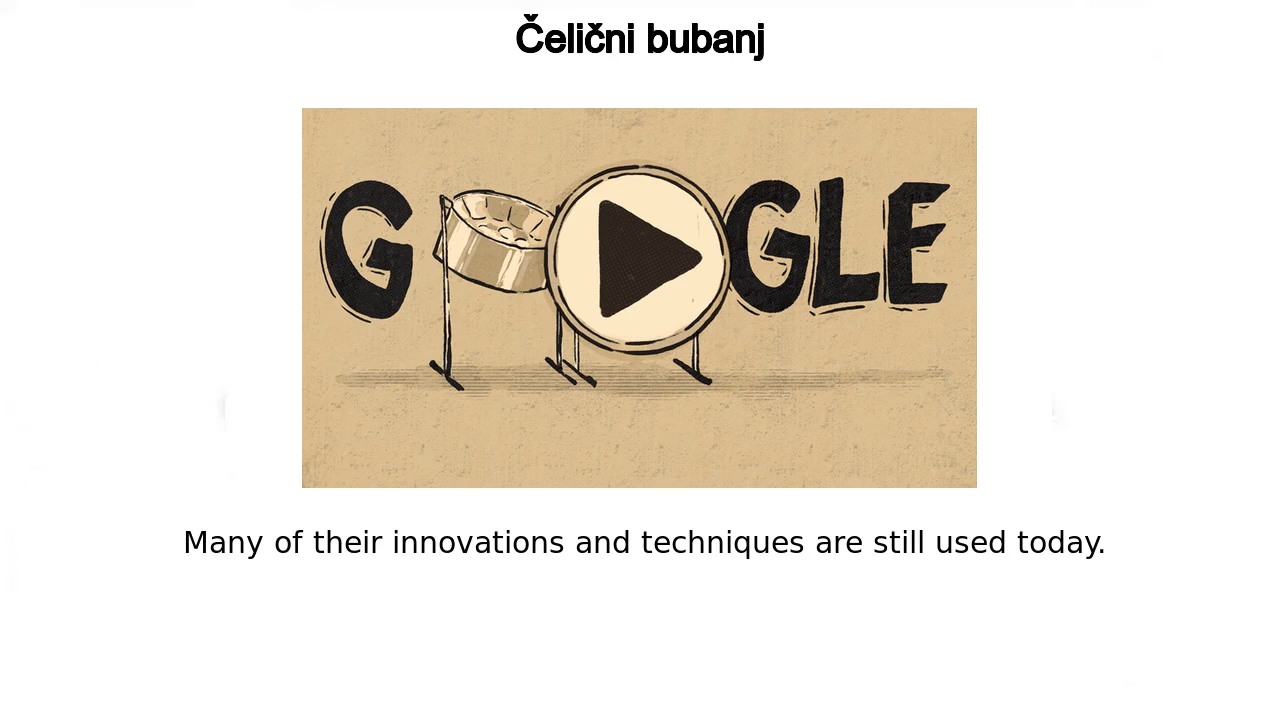 Čelični bubanj
G GLE
Many of their innovations and techniques are still used today.